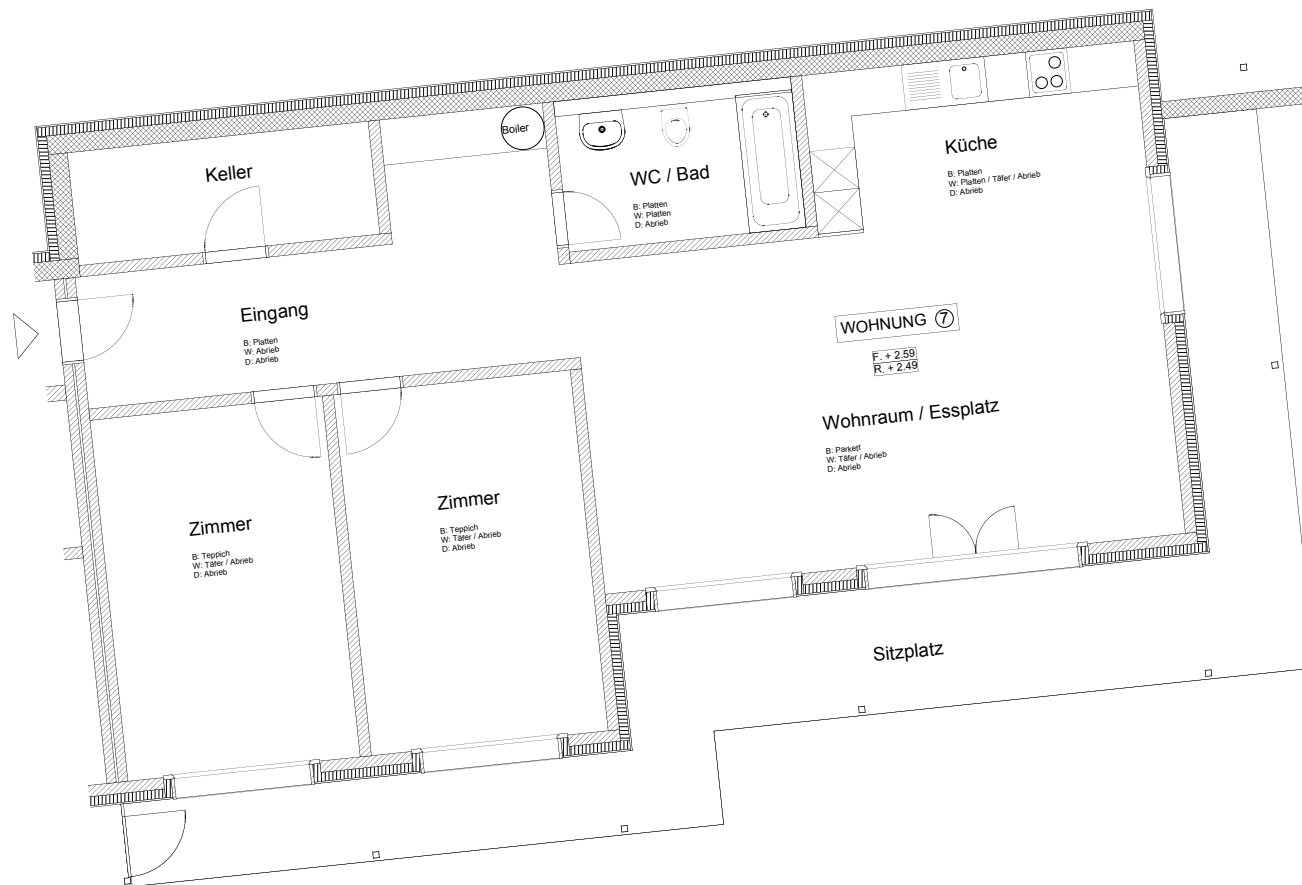 Boiler
Keller
Küche
B: Platten
W: Platten / Täfer / Abrieb
D: Abrieb
WC / Bad
B: Platten
W: Platten
D: Abrieb
Eingang
B: Platten
W: Abrieb
D: Abrieb
WOHNUNG 7
F. + 2.59
R. + 2.49
Wohnraum / Essplatz
B: Parkett
W: Täfer / Abrieb
D: Abrieb
Zimmer
B: Teppich
W: Täfer / Abrieb
D: Abrieb
Zimmer
B: Teppich
W: Täfer / Abrieb
D: Abrieb
Sitzplatz